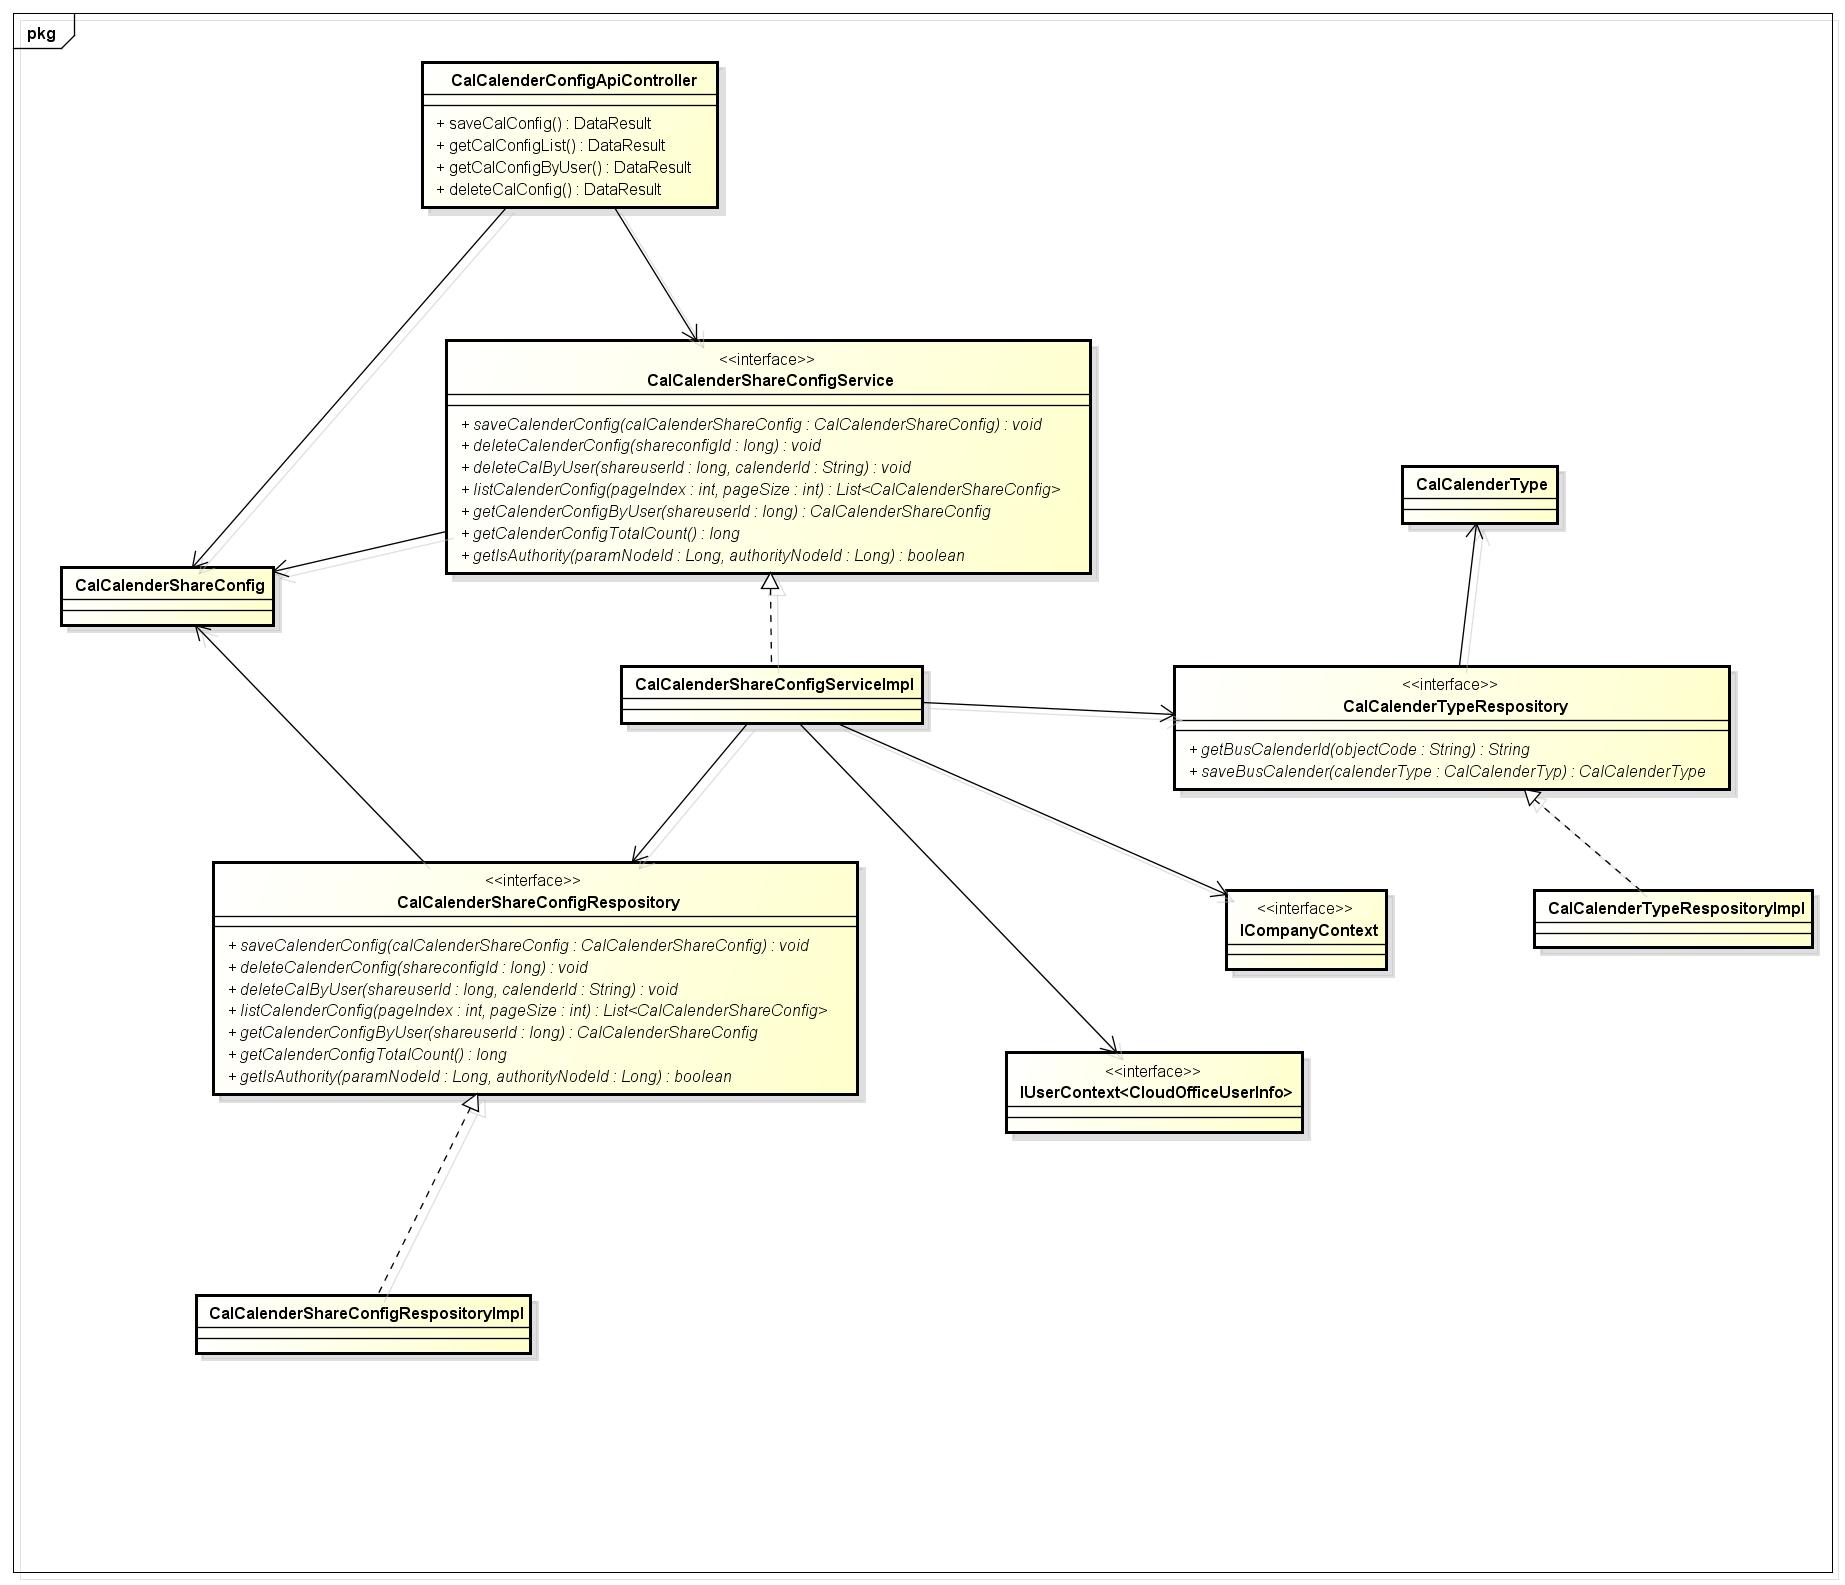 pkg
CalCalenderConfigApiController
+ saveCalConfig() : DataResult
+ getCalConfigList() : DataResult
+ getCalConfigByUser() : DataResult
+ deleteCalConfig() : DataResult
<<interface>>
CalCalenderShareConfigService
+ saveCalenderConfig(calCalenderShareConfig : CalCalenderShareConfig) : void
+ deleteCalenderConfig(shareconfigId : long) : void
+ deleteCalByUser(shareuserId : long, calenderId : String) : void
+ listCalenderConfig(pageIndex : int, pageSize : int) : List<CalCalenderShareConfig>
+ getCalenderConfigByUser(shareuserId : long) : CalCalenderShareConfig
+ getCalenderConfigTotalCount() : long
+ getIsAuthority(paramNodeId : Long, authorityNodeId : Long) : boolean
CalCalenderType
CalCalenderShareConfig
CalCalenderShareConfigServiceImpl
<<interface>>
CalCalenderTypeRespository
+ getBusCalenderId(objectCode : String) : String
+ saveBusCalender(calenderType : CalCalenderTyp) : CalCalenderType
<<interface>>
CalCalenderShareConfigRespository
+ saveCalenderConfig(calCalenderShareConfig : CalCalenderShareConfig) : void
+ deleteCalenderConfig(shareconfigId : long) : void
+ deleteCalByUser(shareuserId : long, calenderId : String) : void
+ listCalenderConfig(pageIndex : int, pageSize : int) : List<CalCalenderShareConfig>
+ getCalenderConfigByUser(shareuserId : long) : CalCalenderShareConfig
+ getCalenderConfigTotalCount() : long
+ getIsAuthority(paramNodeId : Long, authorityNodeId : Long) : boolean
<<interface>>
ICompanyContext
CalCalenderTypeRespositoryImpl
<<interface>>
IUserContext<CloudOfficeUserInfo>
CalCalenderShareConfigRespositoryImpl